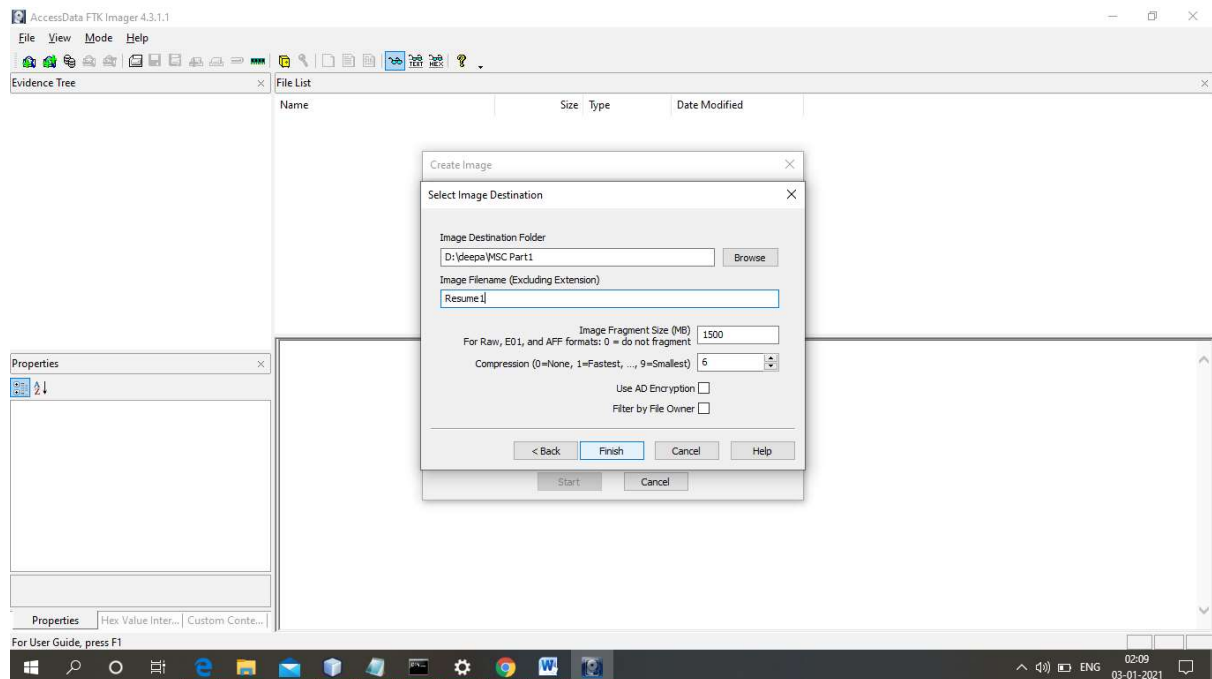 AccessData FTK Imager 4.3.1.1
File View Mode Help
TEXT HEX
Evidence Tree
File List
Name Size Type Date Modified
Create Image
Select Image Destination
Image Destination Folder
D:\deepa\MSC Part1
Browse
Image Filename (Excluding Extension)
Resume1
Image Fragment Size (MB)
For Raw, E01, and AFF formats: 0 = do not fragment
1500
Compression (0=None, 1=Fastest, ..., 9=Smallest) 6
Use AD Encryption
Filter by File Owner
< Back Finish Cancel Help
Start Cancel
Properties
Properties Hex Value Inter... Custom Conte...
For User Guide, press F1
ENG
02:09
03-01-2021